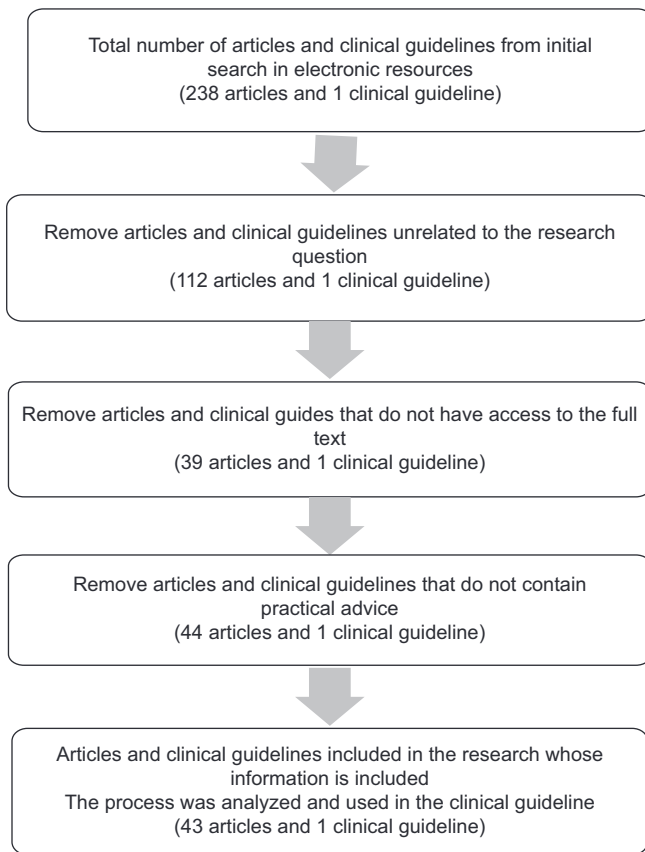 Total number of articles and clinical guidelines from initial
search in electronic resources
(238 articles and 1 clinical guideline)
Remove articles and clinical guidelines unrelated to the research
question
(112 articles and 1 clinical guideline)
Remove articles and clinical guides that do not have access to the full
text
(39 articles and 1 clinical guideline)
Remove articles and clinical guidelines that do not contain
practical advice
(44 articles and 1 clinical guideline)
Articles and clinical guidelines included in the research whose
information is included
The process was analyzed and used in the clinical guideline
(43 articles and 1 clinical guideline)